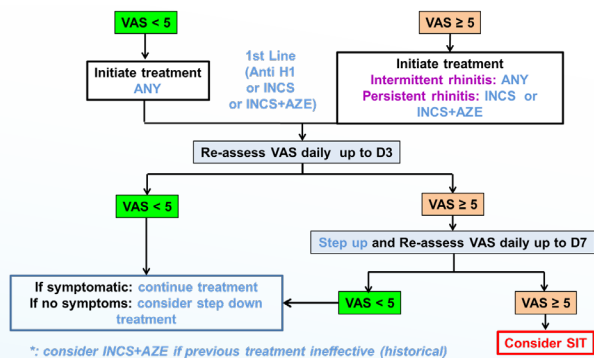 VAS < 5
VAS ≥ 5
Initiate treatment
ANY
1st Line
(Anti H1
or INCS
or INCS+AZE)
Initiate treatment
Intermittent rhinitis: ANY
Persistent rhinitis: INCS or
INCS+AZE
Re-assess VAS daily up to D3
VAS < 5
VAS ≥ 5
Step up and Re-assess VAS daily up to D7
If symptomatic: continue treatment
If no symptoms: consider step down
treatment
VAS < 5
VAS ≥ 5
Consider SIT
*: consider INCS+AZE if previous treatment ineffective (historical)